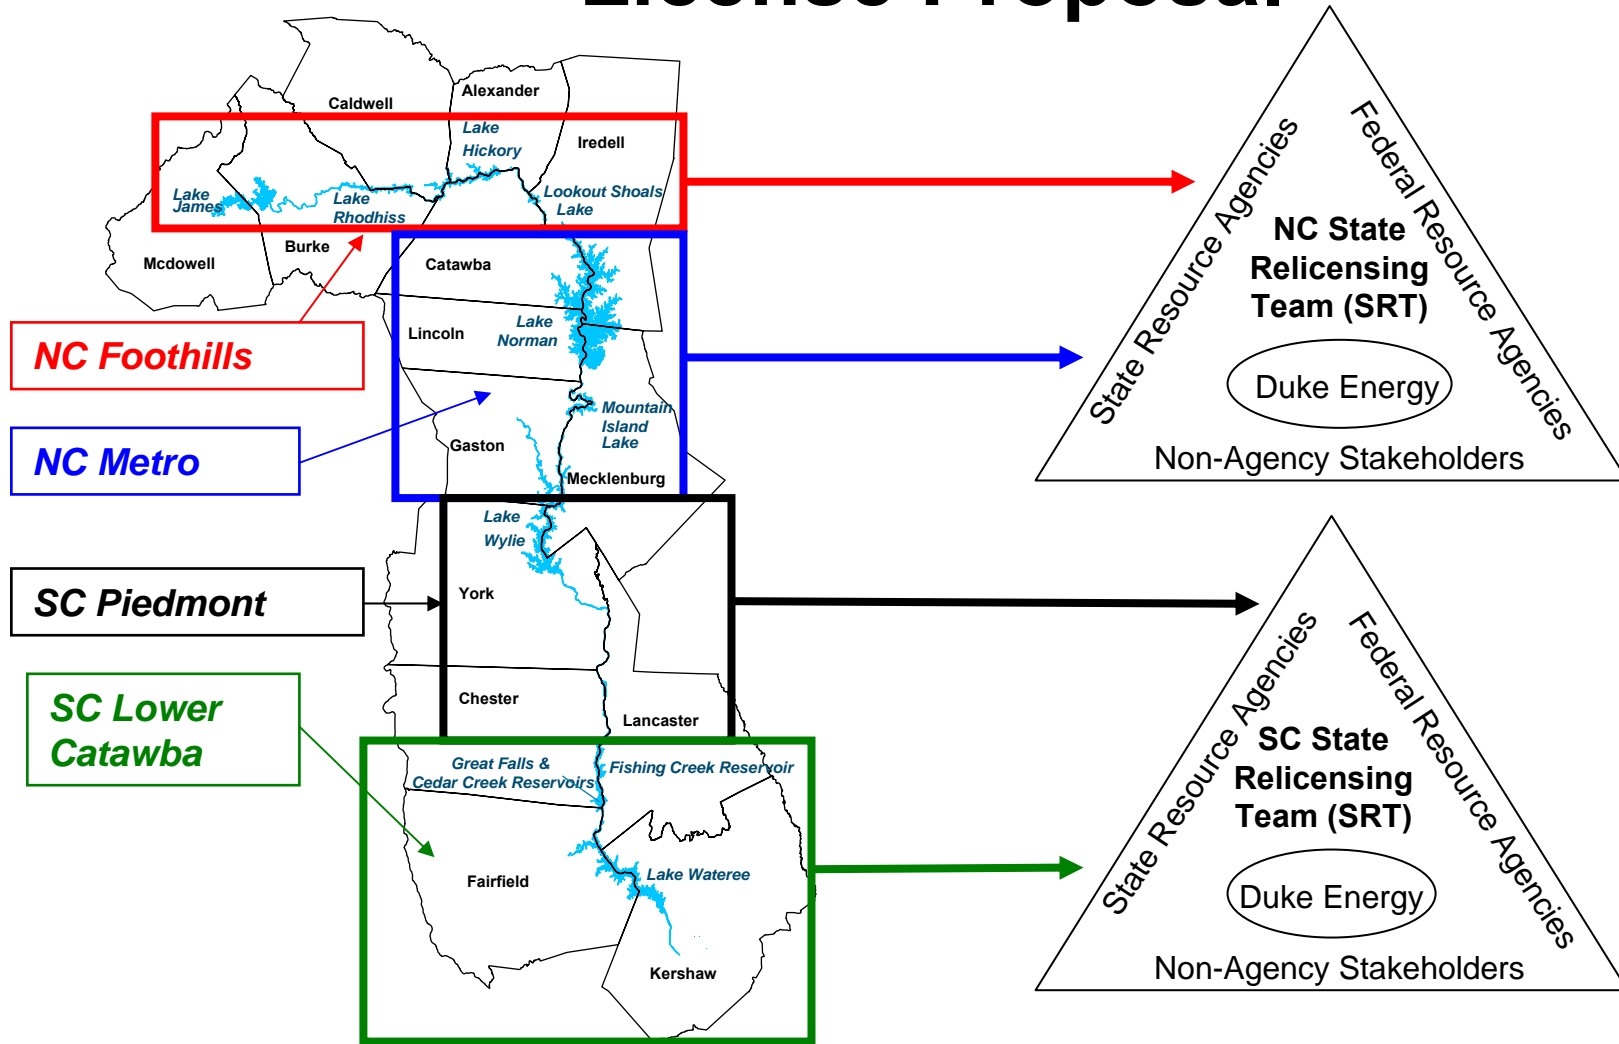 License Proposal
Caldwell
Alexander
Iredell
Lake
Hickory
Lake
James
Lake
Rhodhiss
Lookout Shoals
Lake
Mcdowell
Burke
Catawba
Lincoln
Lake
Norman
Mountain
Island
Lake
Gaston
Mecklenburg
Lake
Wylie
York
Chester
Lancaster
Great Falls &
Cedar Creek Reservoirs
Fishing Creek Reservoir
Fairfield
Lake Wateree
Kershaw
NC Foothills
NC Metro
SC Piedmont
SC Lower
Catawba
State Resource Agencies
Federal Resource Agencies
NC State
Relicensing
Team (SRT)
Duke Energy
Non-Agency Stakeholders
State Resource Agencies
Federal Resource Agencies
SC State
Relicensing
Team (SRT)
Duke Energy
Non-Agency Stakeholders